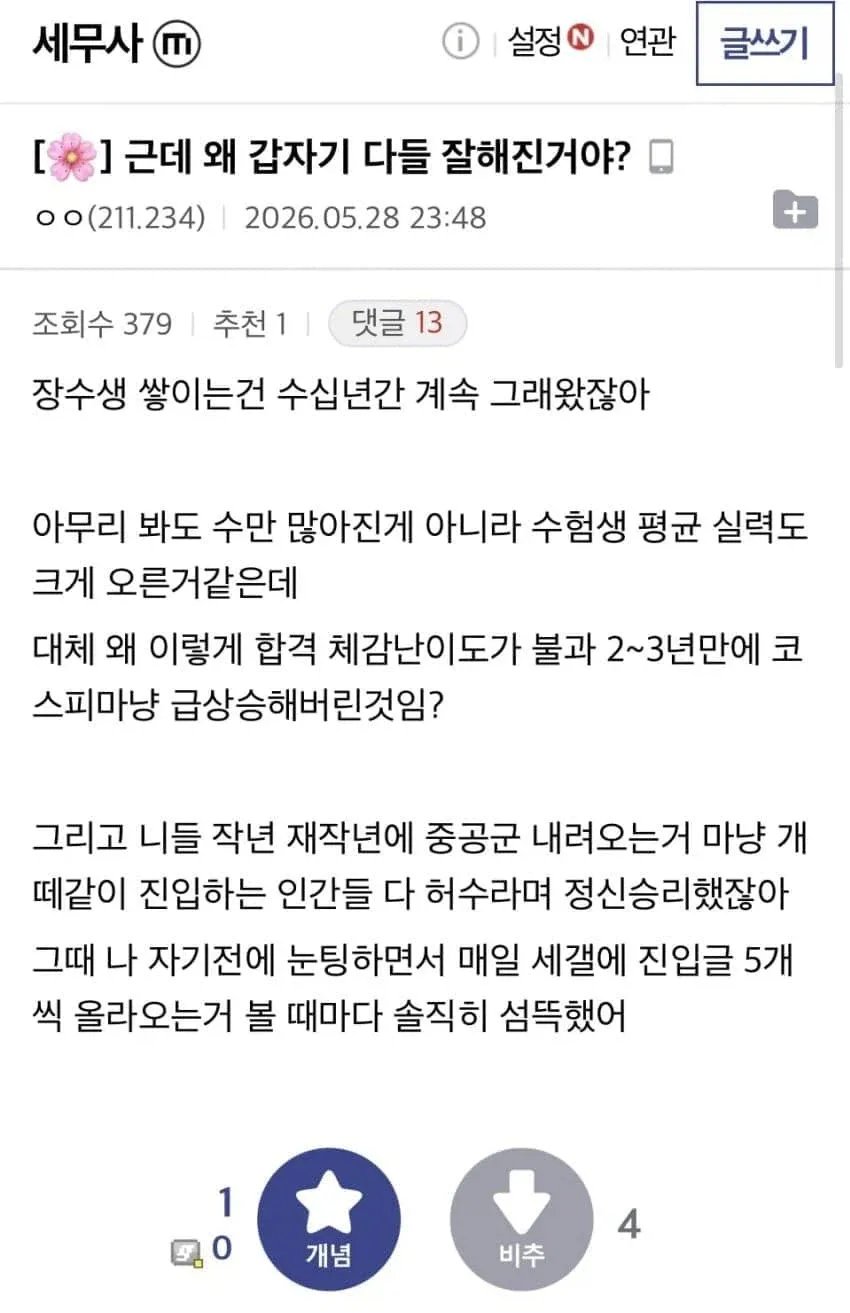 세무사 ⓜ
설정 N 연관 글쓰기
[🌸] 근데 왜 갑자기 다들 잘해진거야?
ㅇㅇ(211.234) 2026.05.28 23:48
조회수 379 추천 1 댓글 13
장수생 쌓이는건 수십년간 계속 그래왔잖아
아무리 봐도 수만 많아진게 아니라 수험생 평균 실력도
크게 오른거같은데
대체 왜 이렇게 합격 체감난이도가 불과 2~3년만에 코
스피마냥 급상승해버린것임?
그리고 니들 작년 재작년에 중공군 내려오는거 마냥 개
떼같이 진입하는 인간들 다 허수라며 정신승리했잖아
그때 나 자기전에 눈팅하면서 매일 세갤에 진입글 5개
씩 올라오는거 볼 때마다 솔직히 섬뜩했어
1
0
개념
비추
4